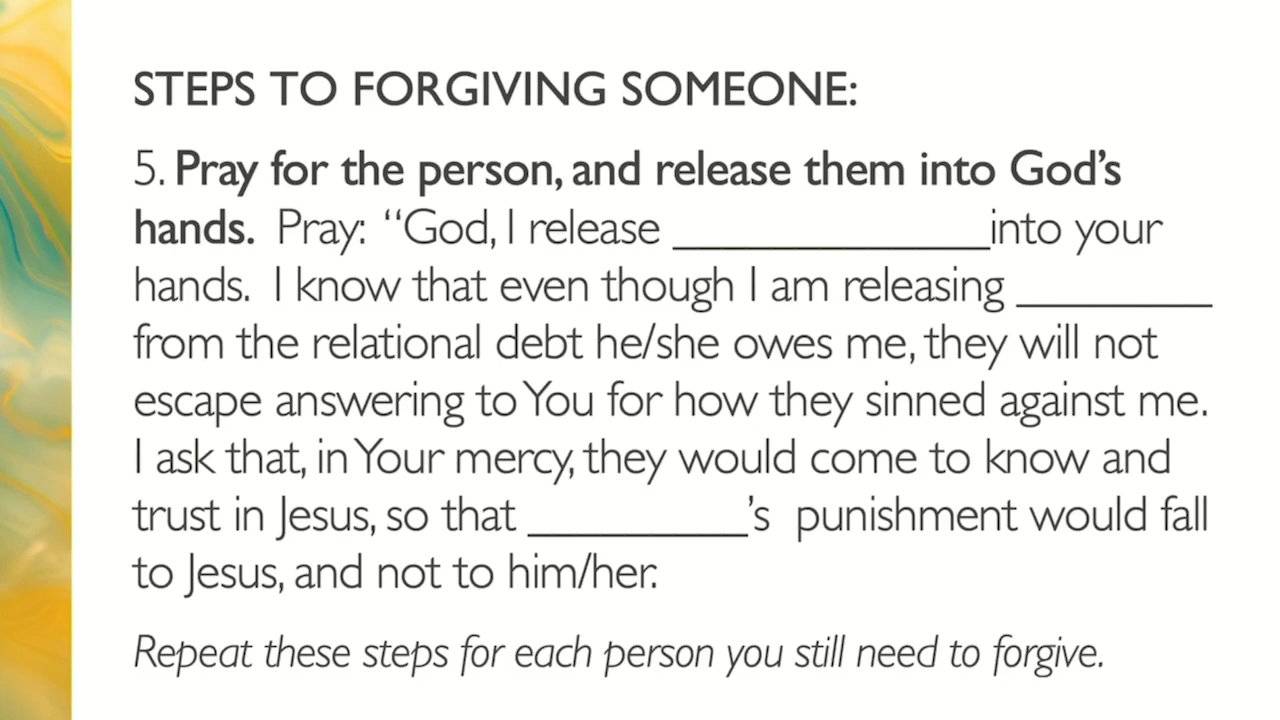 STEPS TO FORGIVING SOMEONE:
5. Pray for the person, and release them into God’s
hands. Pray: “God, I release ______________into your
hands. I know that even though I am releasing _________
from the relational debt he/she owes me, they will not
escape answering to You for how they sinned against me.
I ask that, in Your mercy, they would come to know and
trust in Jesus, so that __________’s punishment would fall
to Jesus, and not to him/her.
Repeat these steps for each person you still need to forgive.